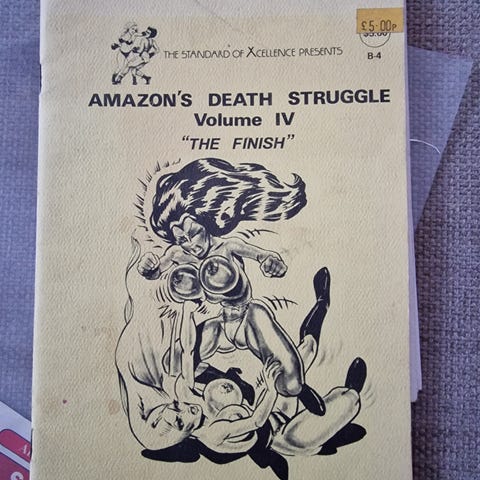 £5·00P
$5.00
B-4
THE STANDARD OF XCELLENCE PRESENTS
AMAZON'S DEATH STRUGGLE
Volume IV
"THE FINISH"